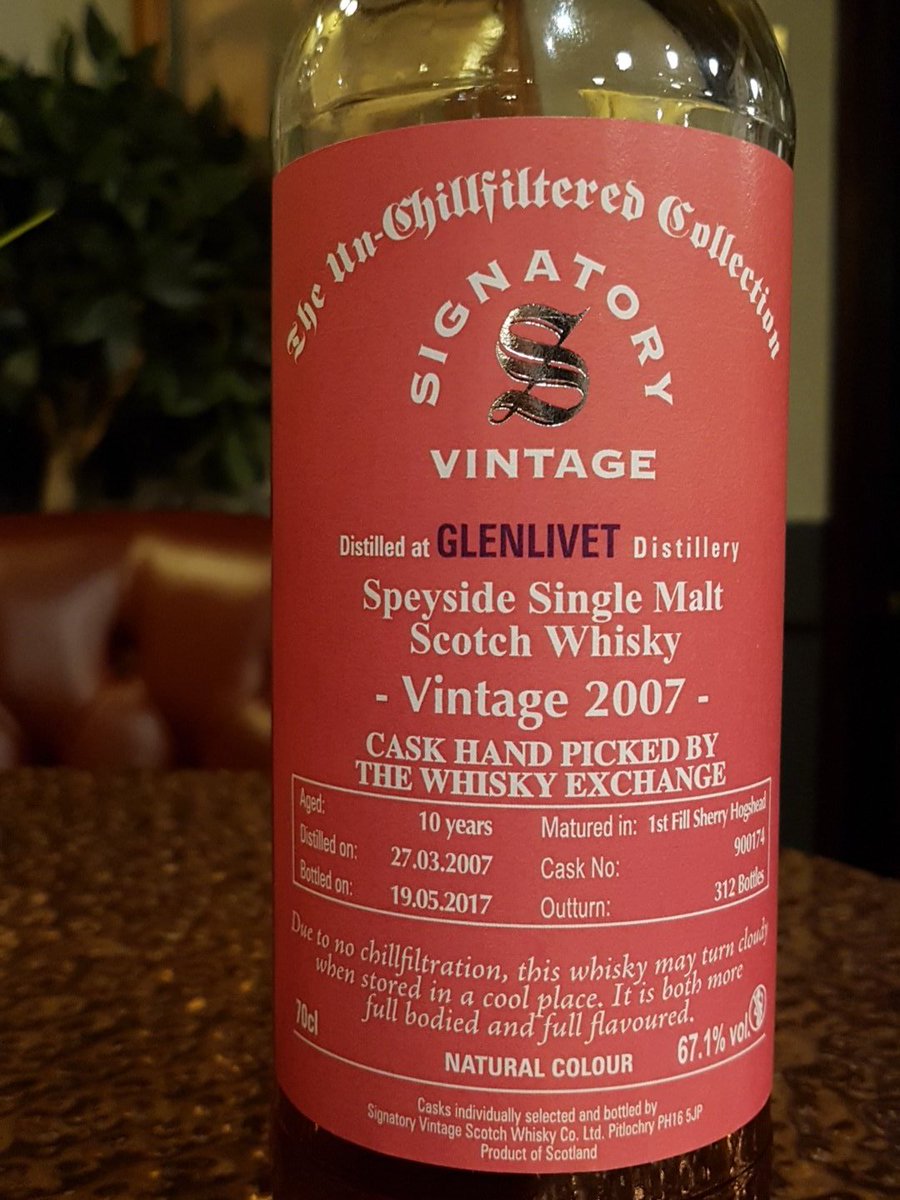 The Un-Chillfiltered Collection
SIGNATORY
S
VINTAGE
Distilled at GLENLIVET Distillery
Speyside Single Malt
Scotch Whisky
- Vintage 2007 -
CASK HAND PICKED BY
THE WHISKY EXCHANGE
Aged: 10 years Matured in: 1st Fill Sherry Hogshead
Distilled on: 27.03.2007 Cask No: 900174
Bottled on: 19.05.2017 Outturn: 312 Bottles
Due to no chillfiltration, this whisky may turn cloudy
when stored in a cool place. It is both more
full bodied and full flavoured.
70cl NATURAL COLOUR 67.1% vol.
Casks individually selected and bottled by
Signatory Vintage Scotch Whisky Co. Ltd. Pitlochry PH16 5JP
Product of Scotland